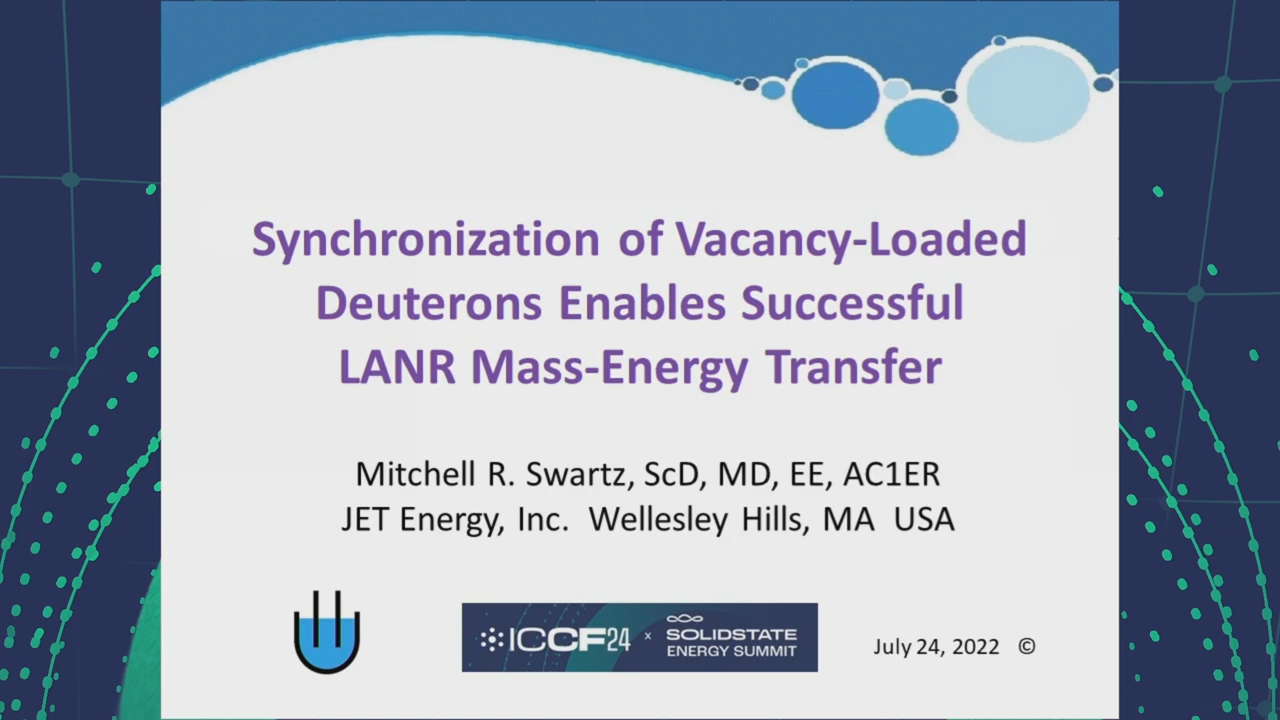 Synchronization of Vacancy-Loaded
Deuterons Enables Successful
LANR Mass-Energy Transfer
Mitchell R. Swartz, ScD, MD, EE, AC1ER
JET Energy, Inc. Wellesley Hills, MA USA
ICCF24 x SOLIDSTATE
ENERGY SUMMIT
July 24, 2022 ©